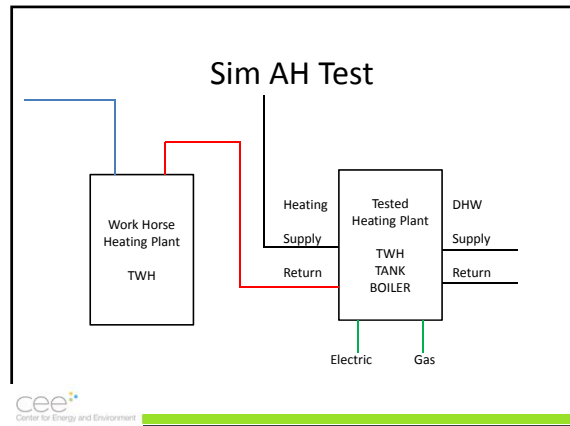 Sim AH Test
Work Horse
Heating Plant
TWH
Heating
Supply
Return
Tested
Heating Plant
TWH
TANK
BOILER
DHW
Supply
Return
Electric
Gas
cee
Center for Energy and Environment